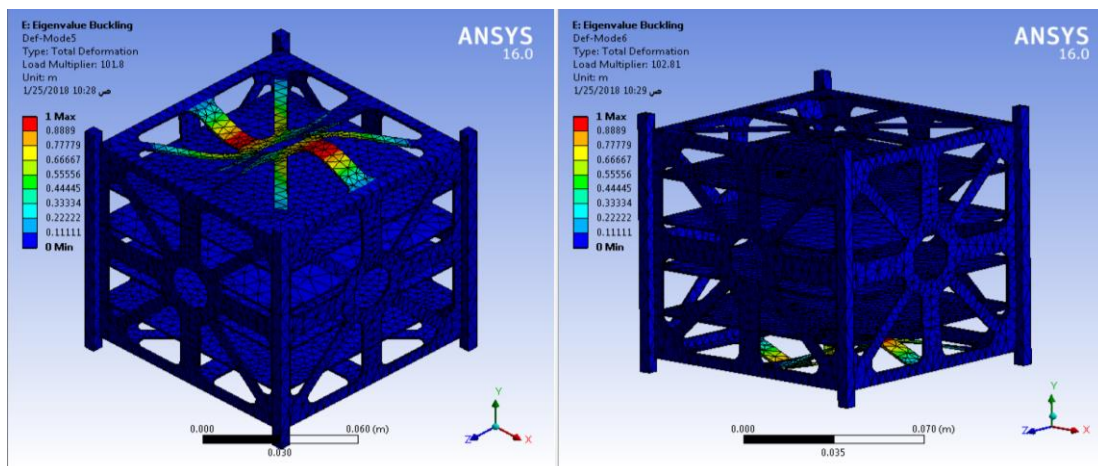 E: Eigenvalue Buckling
Def-Mode5
Type: Total Deformation
Load Multiplier: 101.8
Unit: m
1/25/2018 10:28 ص
ANSYS
16.0
1 Max
0.8889
0.77779
0.66667
0.55556
0.44445
0.33334
0.22222
0.11111
0 Min
0.000
0.060 (m)
0.030
Y
Z
X
E: Eigenvalue Buckling
Def-Mode6
Type: Total Deformation
Load Multiplier: 102.81
Unit: m
1/25/2018 10:29 ص
ANSYS
16.0
1 Max
0.8889
0.77779
0.66667
0.55556
0.44445
0.33334
0.22222
0.11111
0 Min
0.000
0.070 (m)
0.035
Y
Z
X